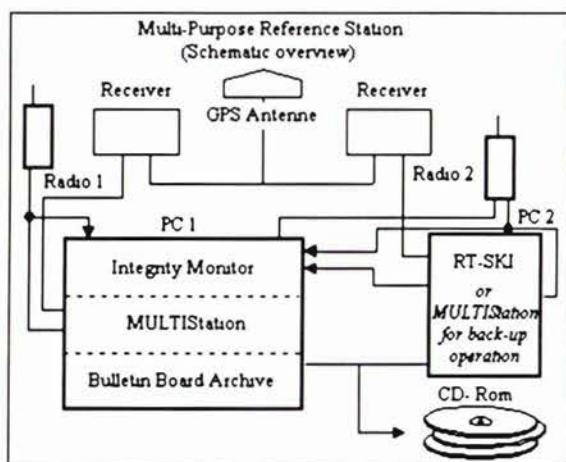 Multi-Purpose Reference Station
(Schematic overview)
Receiver
Receiver
GPS Antenne
Radio 1
Radio 2
PC 1
PC 2
Integrity Monitor
MULTIStation
Bulletin Board Archive
RT-SKI
or
MULTIStation
for back-up
operation
CD- Rom